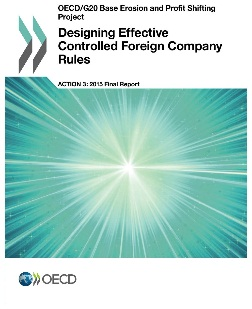 OECD/G20 Base Erosion and Profit Shifting
Project
Designing Effective
Controlled Foreign Company
Rules
ACTION 3: 2015 Final Report
OECD